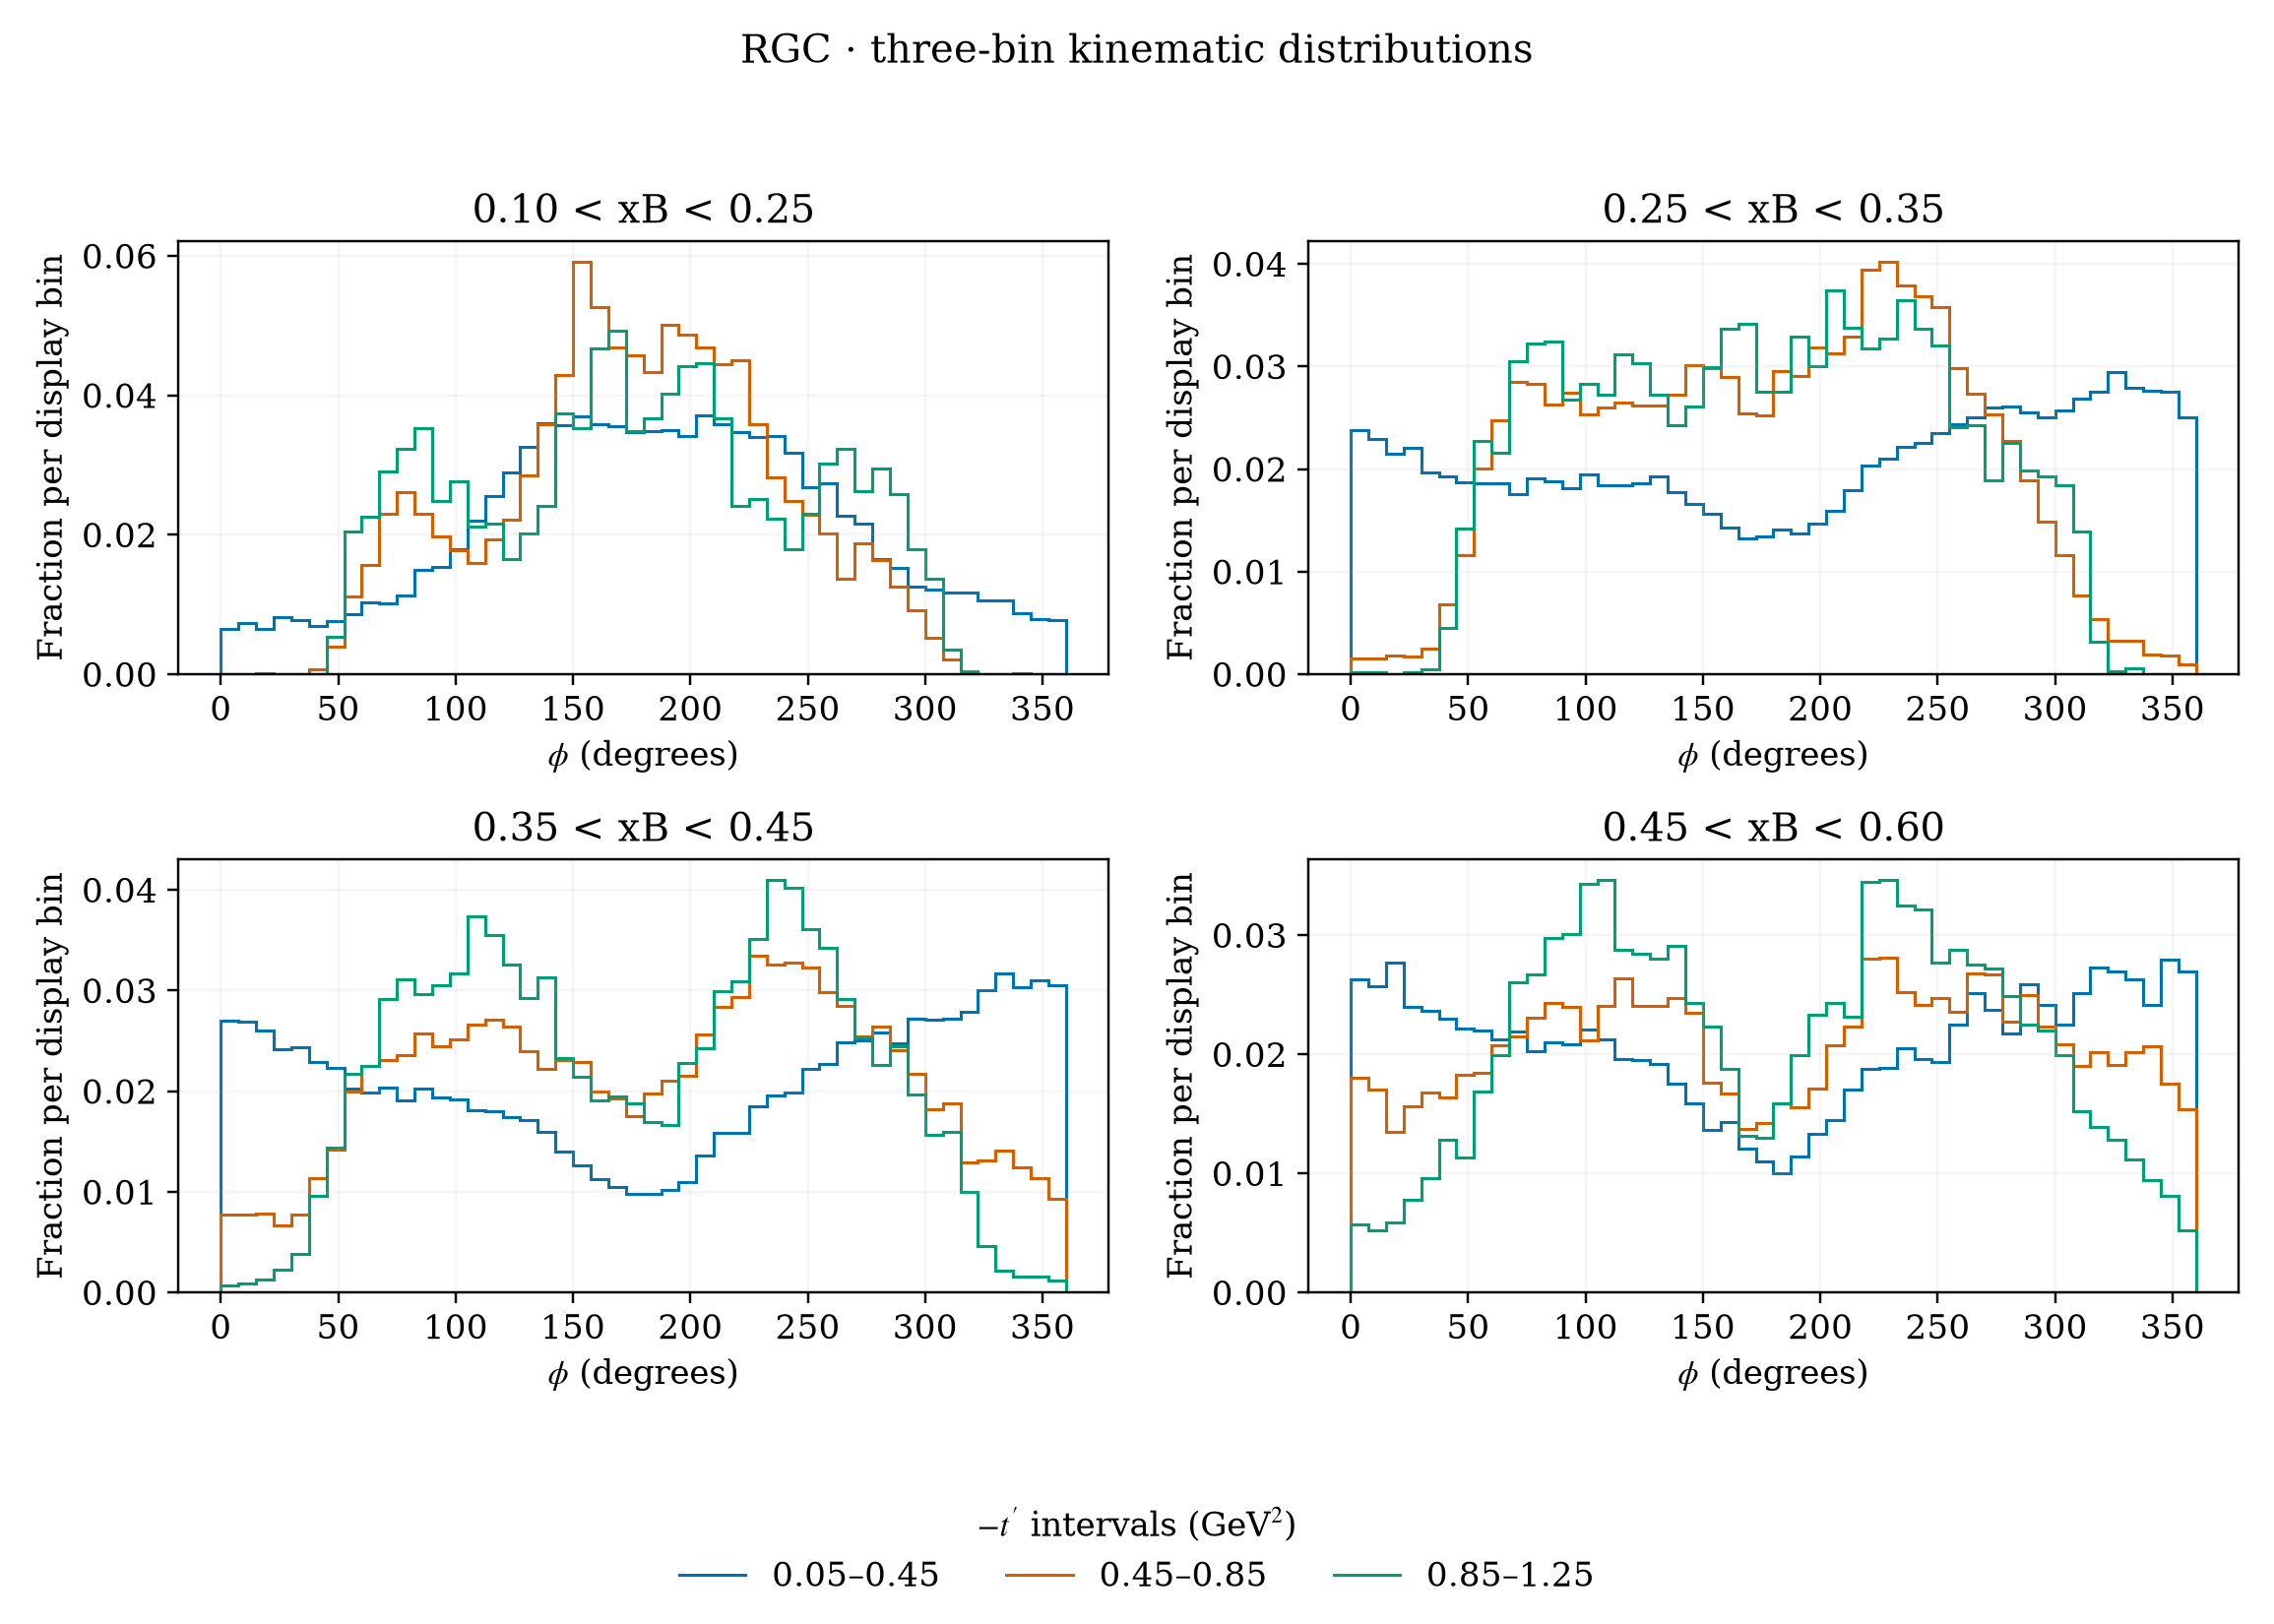 RGC · three-bin kinematic distributions
0.10 < xB < 0.25
Fraction per display bin
0.06
0.04
0.02
0.00
0 50 100 150 200 250 300 350
ϕ (degrees)
0.25 < xB < 0.35
Fraction per display bin
0.04
0.03
0.02
0.01
0.00
0 50 100 150 200 250 300 350
ϕ (degrees)
0.35 < xB < 0.45
Fraction per display bin
0.04
0.03
0.02
0.01
0.00
0 50 100 150 200 250 300 350
ϕ (degrees)
0.45 < xB < 0.60
Fraction per display bin
0.03
0.02
0.01
0.00
0 50 100 150 200 250 300 350
ϕ (degrees)
−t′ intervals (GeV²)
0.05–0.45 0.45–0.85 0.85–1.25